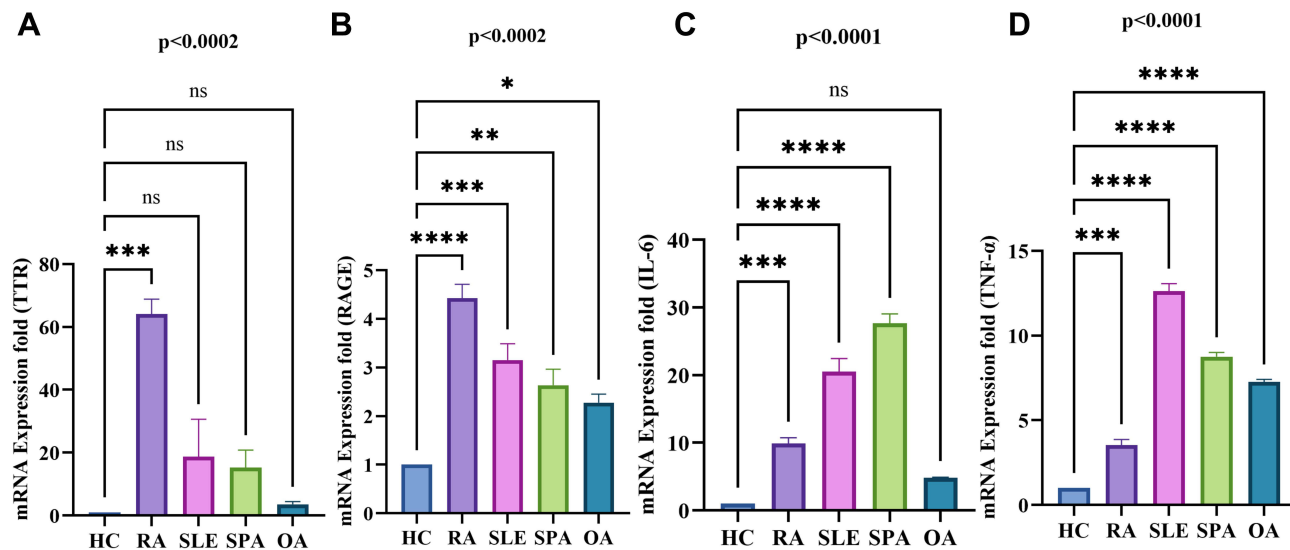 A
p<0.0002
ns
ns
ns
***
mRNA Expression fold (TTR)
80
60
40
20
0
HC RA SLE SPA OA
B
p<0.0002
*
**
***
****
mRNA Expression fold (RAGE)
5
4
3
2
1
0
HC RA SLE SPA OA
C
p<0.0001
ns
****
****
***
mRNA Expression fold (IL-6)
40
30
20
10
0
HC RA SLE SPA OA
D
p<0.0001
****
****
****
***
mRNA Expression fold (TNF-α)
15
10
5
0
HC RA SLE SPA OA